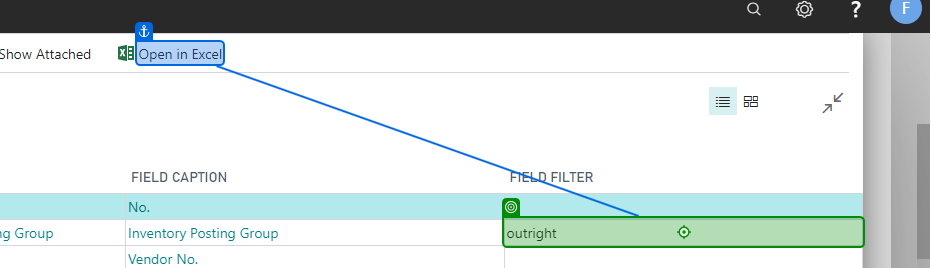 F
Show Attached
Open in Excel
FIELD CAPTION
FIELD FILTER
No.
ng Group
Inventory Posting Group
outright
Vendor No.